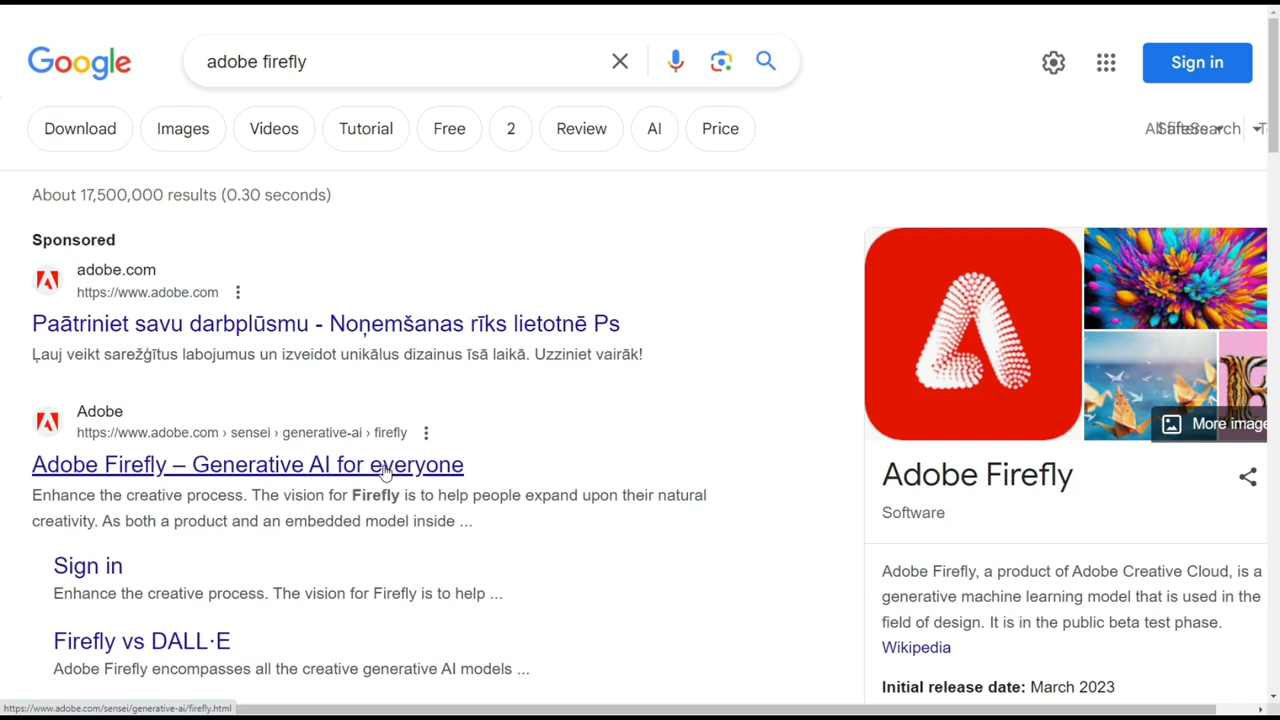 Google
adobe firefly
Sign in
Download
Images
Videos
Tutorial
Free
2
Review
AI
Price
About 17,500,000 results (0.30 seconds)
Sponsored
adobe.com
https://www.adobe.com
Paātriniet savu darbplūsmu - Noņemšanas rīks lietotnē Ps
Ļauj veikt sarežģītus labojumus un izveidot unikālus dizainus īsā laikā. Uzziniet vairāk!
Adobe
https://www.adobe.com › sensei › generative-ai › firefly
Adobe Firefly – Generative AI for everyone
Enhance the creative process. The vision for Firefly is to help people expand upon their natural
creativity. As both a product and an embedded model inside ...
Sign in
Enhance the creative process. The vision for Firefly is to help ...
Firefly vs DALL·E
Adobe Firefly encompasses all the creative generative AI models ...
More image
Adobe Firefly
Software
Adobe Firefly, a product of Adobe Creative Cloud, is a
generative machine learning model that is used in the
field of design. It is in the public beta test phase.
Wikipedia
Initial release date: March 2023
https://www.adobe.com/sensei/generative-ai/firefly.html